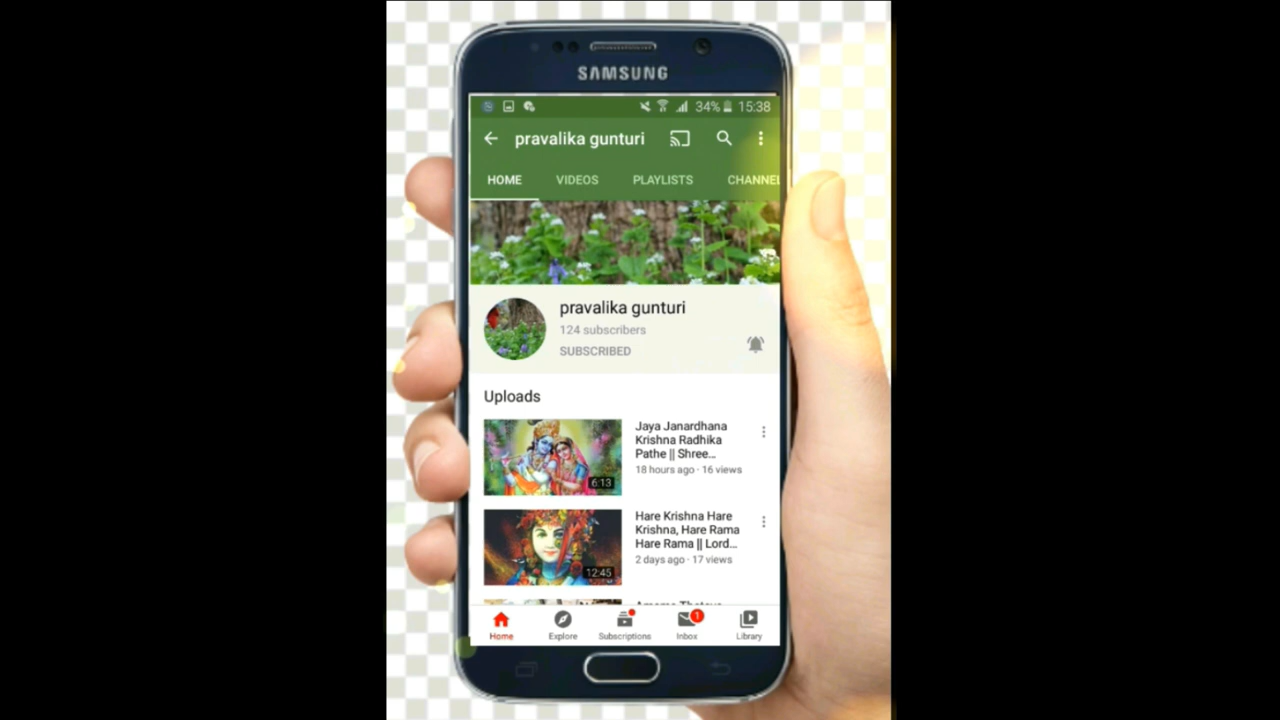 SAMSUNG
34% 15:38
pravalika gunturi
HOME VIDEOS PLAYLISTS CHANNEL
pravalika gunturi
124 subscribers
SUBSCRIBED
Uploads
Jaya Janardhana
Krishna Radhika
Pathe || Shree...
18 hours ago · 16 views
6:13
Hare Krishna Hare
Krishna, Hare Rama
Hare Rama || Lord...
2 days ago · 17 views
12:45
1
Home Explore Subscriptions Inbox Library